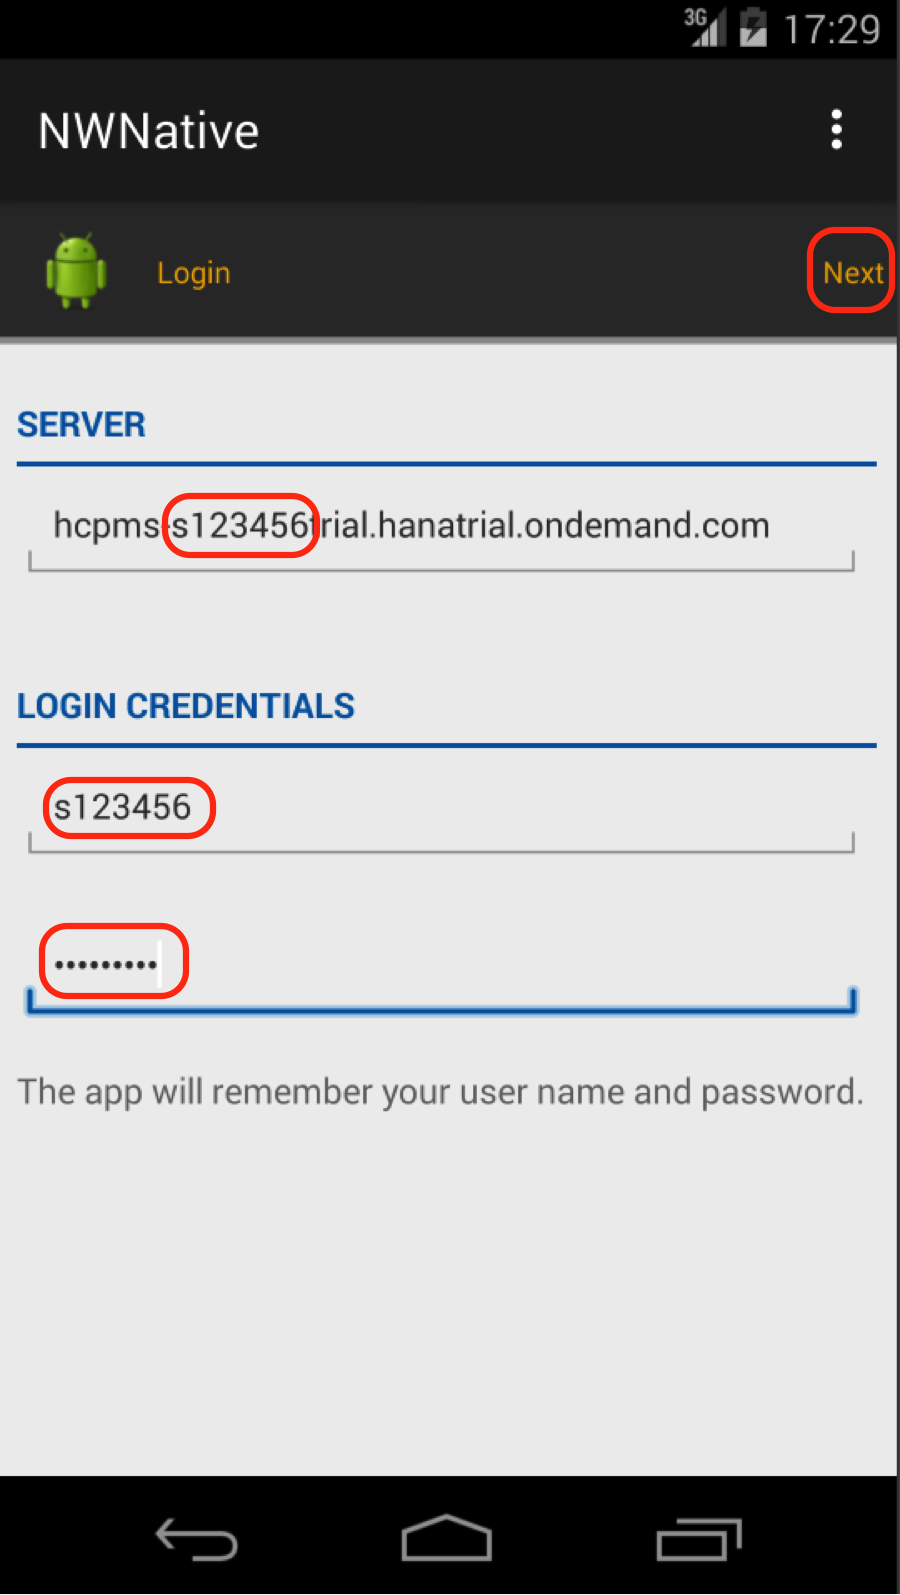 3G 17:29
NWNative
Login Next
SERVER
hcpms-s123456trial.hanatrial.ondemand.com
LOGIN CREDENTIALS
s123456
•••••••••
The app will remember your user name and password.